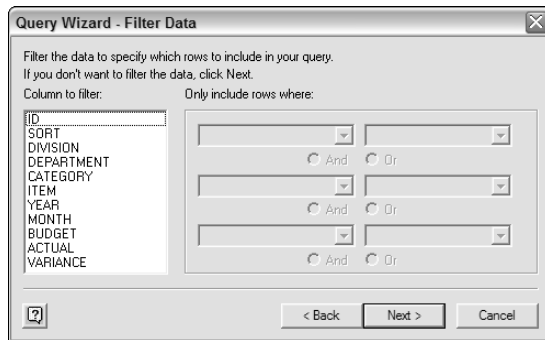 Query Wizard - Filter Data
Filter the data to specify which rows to include in your query.
If you don't want to filter the data, click Next.
Column to filter:
Only include rows where:
ID
SORT
DIVISION
DEPARTMENT
CATEGORY
ITEM
YEAR
MONTH
BUDGET
ACTUAL
VARIANCE
And Or
And Or
And Or
? < Back Next > Cancel